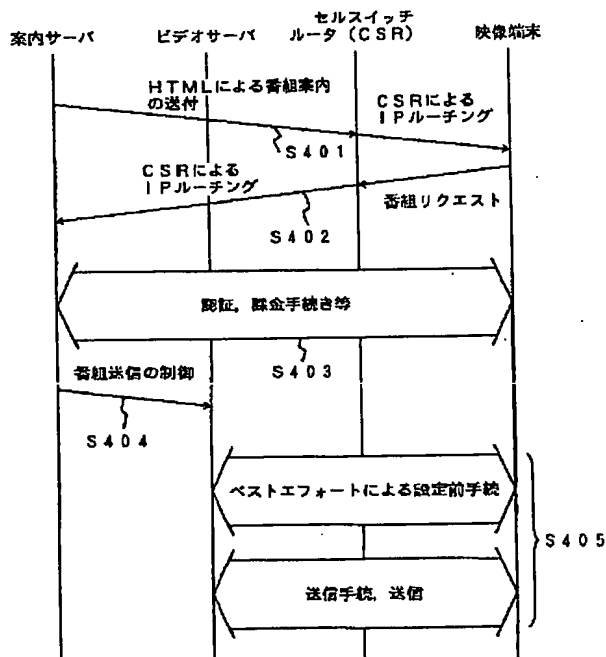 案内サーバ
ビデオサーバ
セルスイッチ
ルータ(CSR)
映像端末
HTMLによる番組案内
の送付
CSRによる
IPルーチング
S401
CSRによる
IPルーチング
番組リクエスト
S402
認証,課金手続き等
S403
番組送信の制御
S404
ベストエフォートによる設定前手続
S405
送信手続,送信